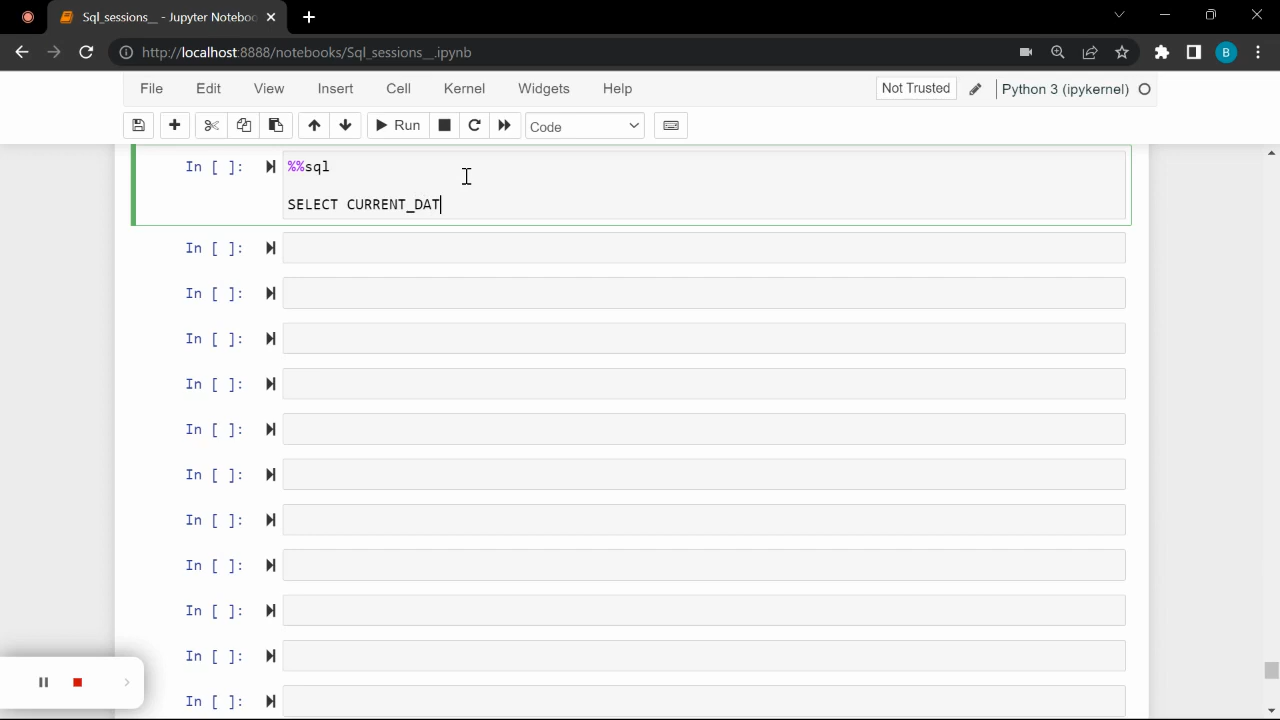 Sql_sessions__ - Jupyter Noteboo
http://localhost:8888/notebooks/Sql_sessions__.ipynb
B
File Edit View Insert Cell Kernel Widgets Help
Not Trusted
Python 3 (ipykernel)
Run
Code
In [ ]: %%sql
SELECT CURRENT_DAT
In [ ]:
In [ ]:
In [ ]:
In [ ]:
In [ ]:
In [ ]:
In [ ]:
In [ ]:
In [ ]:
In [ ]:
In [ ]: